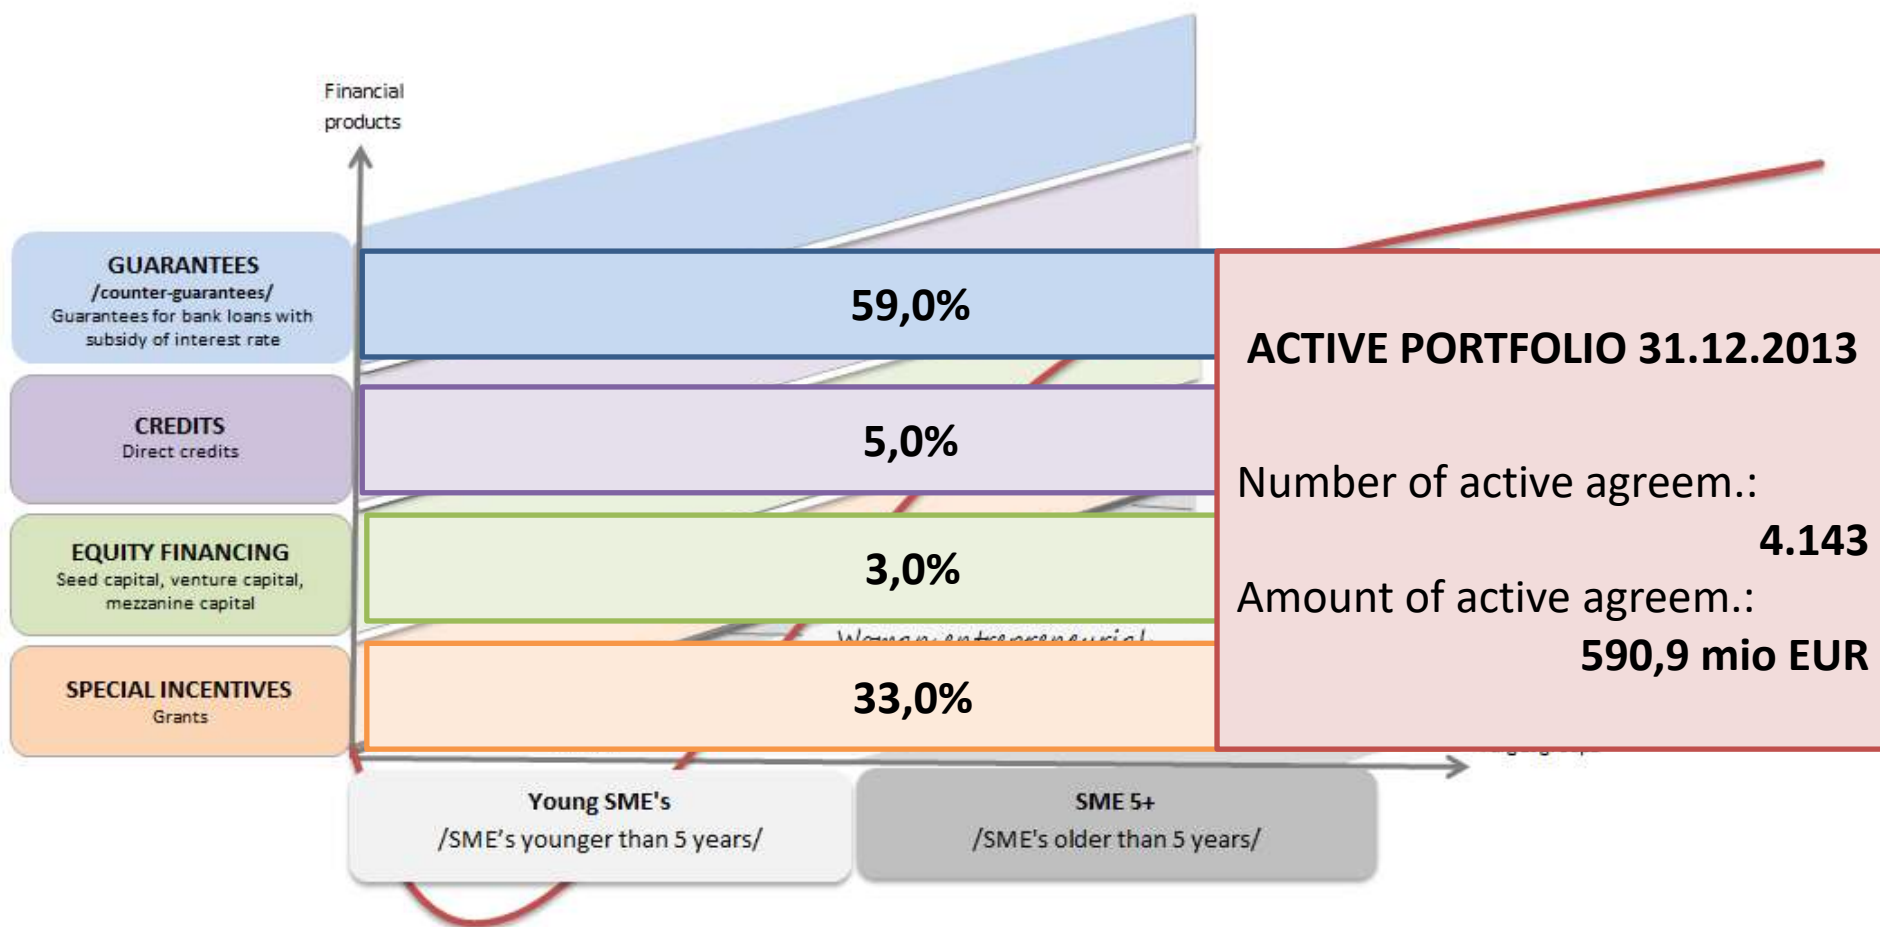 Financial
products
GUARANTEES
/counter-guarantees/
Guarantees for bank loans with
subsidy of interest rate
59,0%
CREDITS
Direct credits
5,0%
EQUITY FINANCING
Seed capital, venture capital,
mezzanine capital
3,0%
Woman entrepreneurial
SPECIAL INCENTIVES
Grants
33,0%
ACTIVE PORTFOLIO 31.12.2013
Number of active agreem.:
4.143
Amount of active agreem.:
590,9 mio EUR
Young SME's
/SME's younger than 5 years/
SME 5+
/SME's older than 5 years/